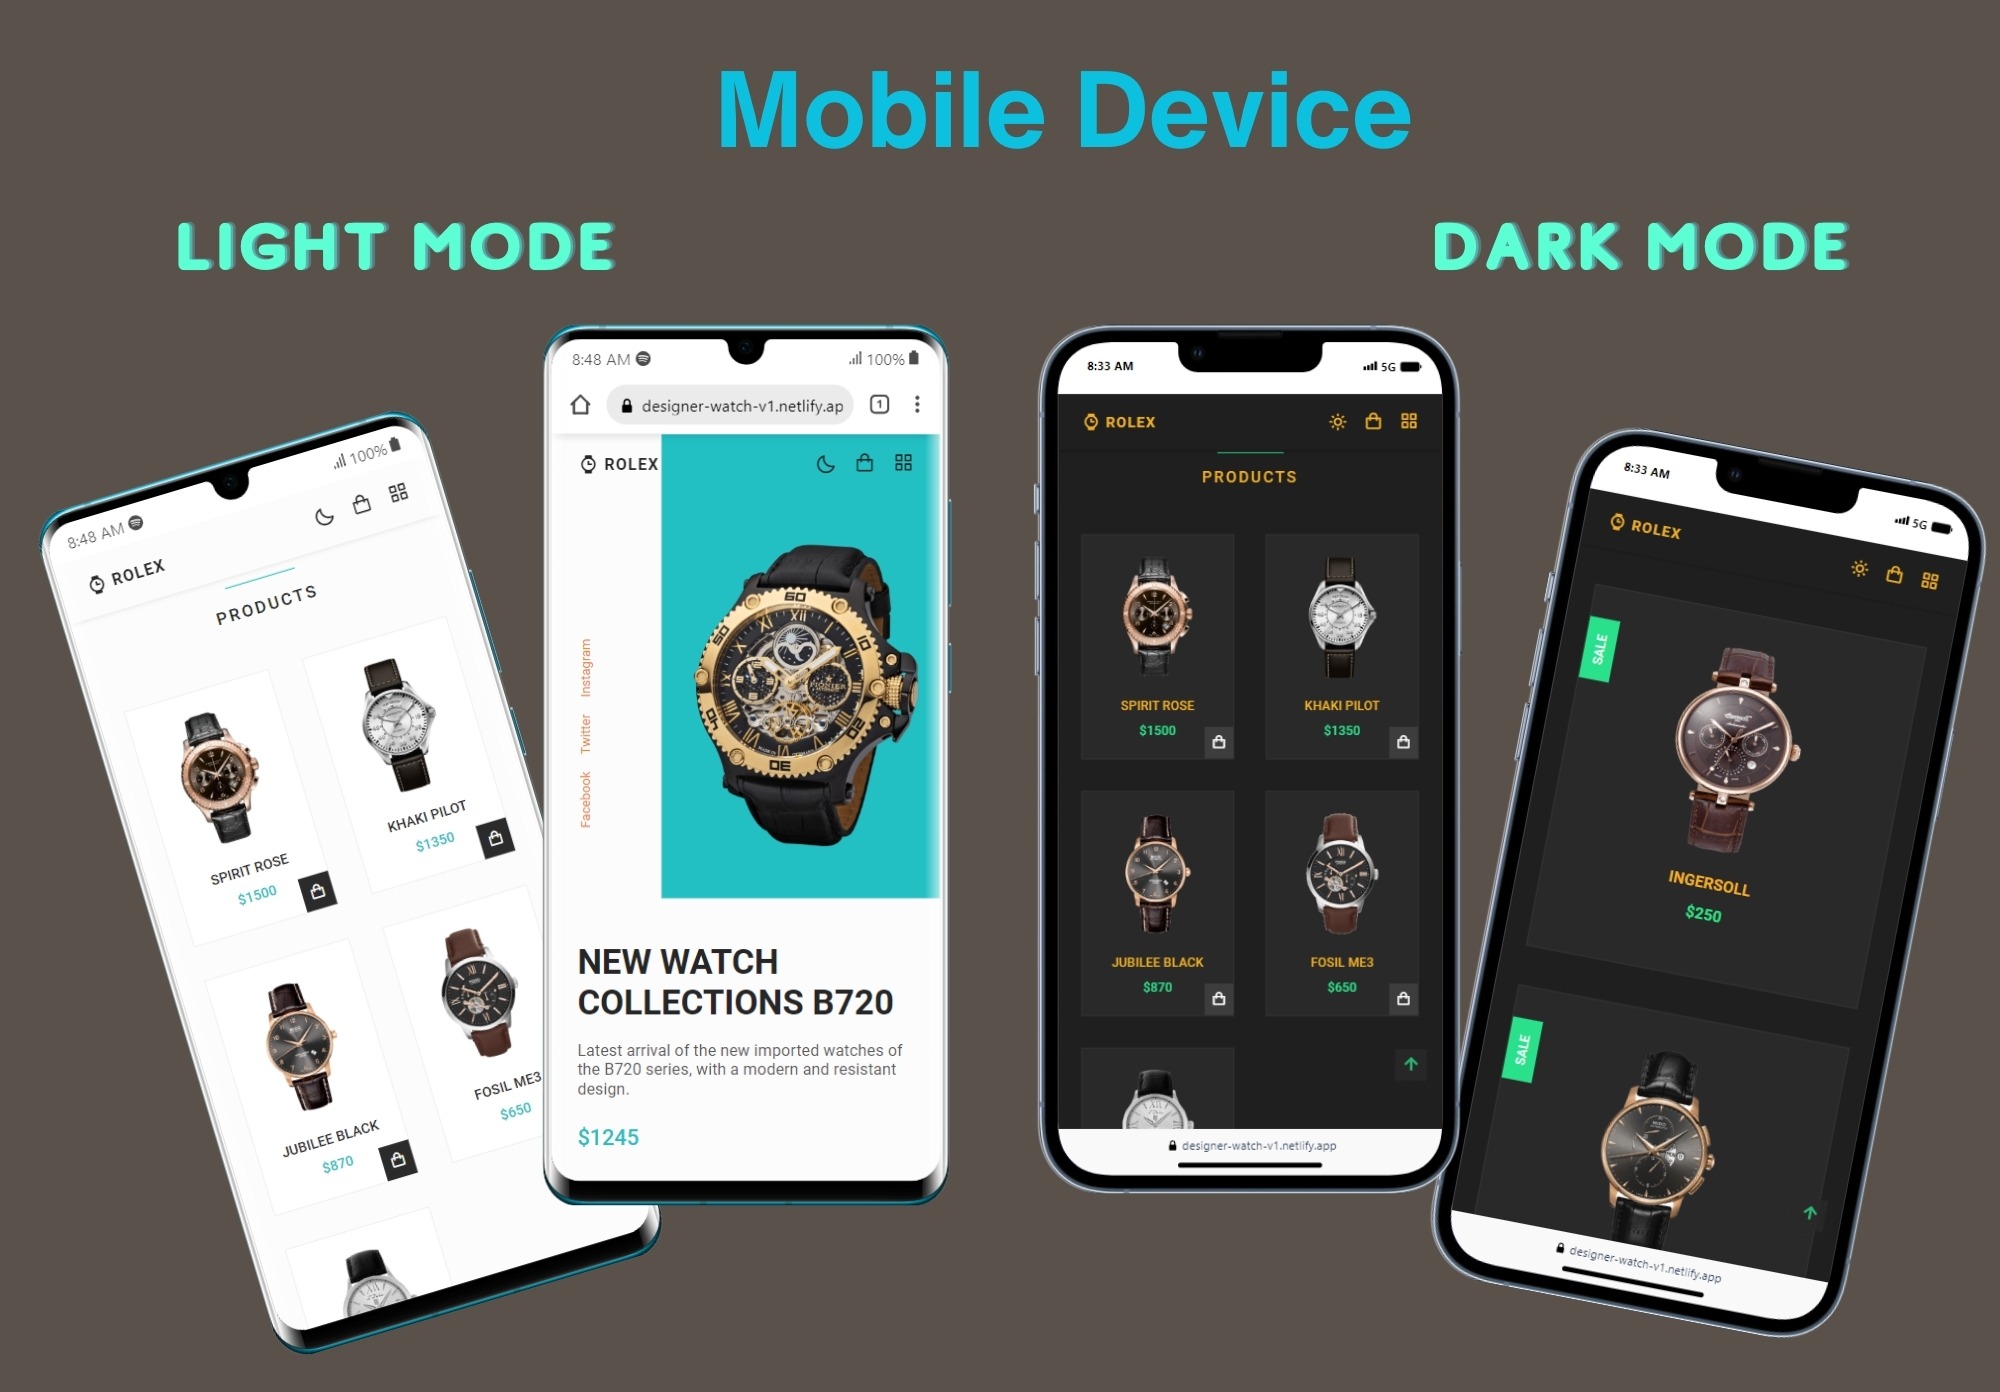 Mobile Device
LIGHT MODE
DARK MODE
8:48 AM
100%
ROLEX
PRODUCTS
SPIRIT ROSE
$1500
KHAKI PILOT
$1350
JUBILEE BLACK
$870
FOSIL ME3
$650
8:48 AM
100%
designer-watch-v1.netlify.ap
1
ROLEX
Facebook Twitter Instagram
60
10
30
50
NEW WATCH
COLLECTIONS B720
Latest arrival of the new imported watches of
the B720 series, with a modern and resistant
design.
$1245
8:33 AM
5G
ROLEX
PRODUCTS
SPIRIT ROSE
$1500
KHAKI PILOT
$1350
JUBILEE BLACK
$870
FOSIL ME3
$650
designer-watch-v1.netlify.app
8:33 AM
5G
ROLEX
SALE
INGERSOLL
$250
SALE
designer-watch-v1.netlify.app